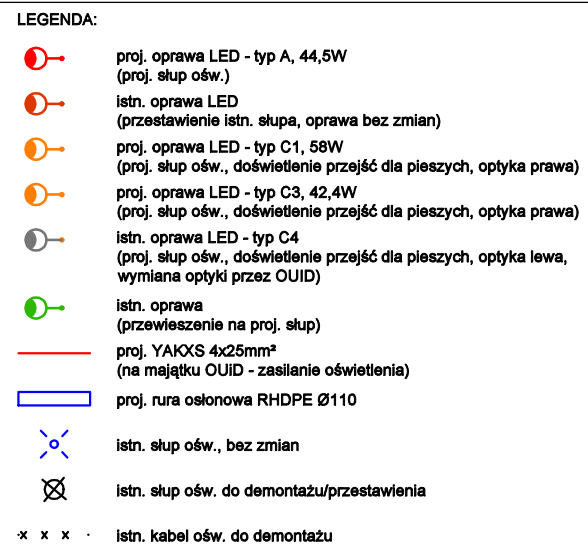 LEGENDA:
proj. oprawa LED - typ A, 44,5W
(proj. słup ośw.)
istn. oprawa LED
(przestawienie istn. słupa, oprawa bez zmian)
proj. oprawa LED - typ C1, 58W
(proj. słup ośw., doświetlenie przejść dla pieszych, optyka prawa)
proj. oprawa LED - typ C3, 42,4W
(proj. słup ośw., doświetlenie przejść dla pieszych, optyka prawa)
istn. oprawa LED - typ C4
(proj. słup ośw., doświetlenie przejść dla pieszych, optyka lewa,
wymiana optyki przez OUID)
istn. oprawa
(przewieszenie na proj. słup)
proj. YAKXS 4x25mm²
(na majątku OUiD - zasilanie oświetlenia)
proj. rura osłonowa RHDPE Ø110
istn. słup ośw., bez zmian
istn. słup ośw. do demontażu/przestawienia
istn. kabel ośw. do demontażu